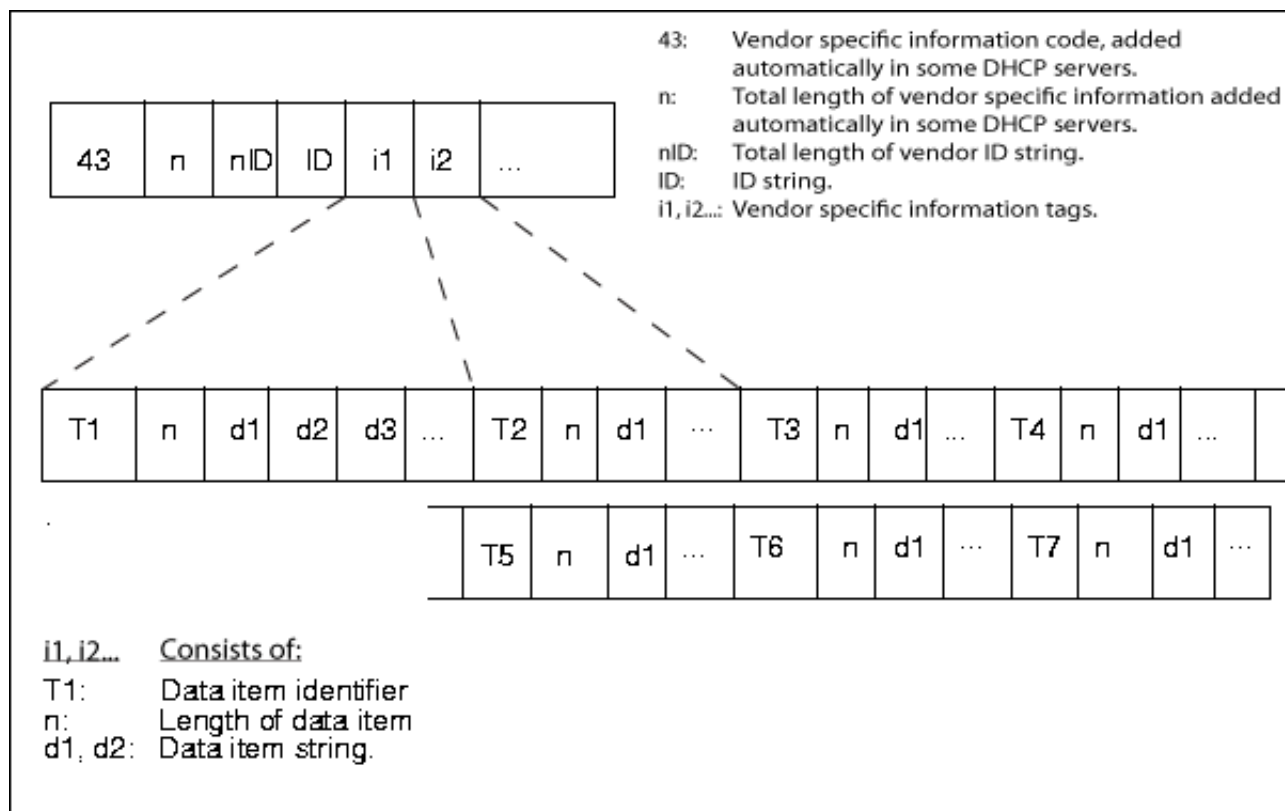 43: Vendor specific information code, added
automatically in some DHCP servers.
n: Total length of vendor specific information added
automatically in some DHCP servers.
nID: Total length of vendor ID string.
ID: ID string.
i1, i2...: Vendor specific information tags.
43 n nID ID i1 i2 ...
T1 n d1 d2 d3 ... T2 n d1 ... T3 n d1 ... T4 n d1 ...
T5 n d1 ... T6 n d1 ... T7 n d1 ...
i1, i2... Consists of:
T1: Data item identifier
n: Length of data item
d1, d2: Data item string.